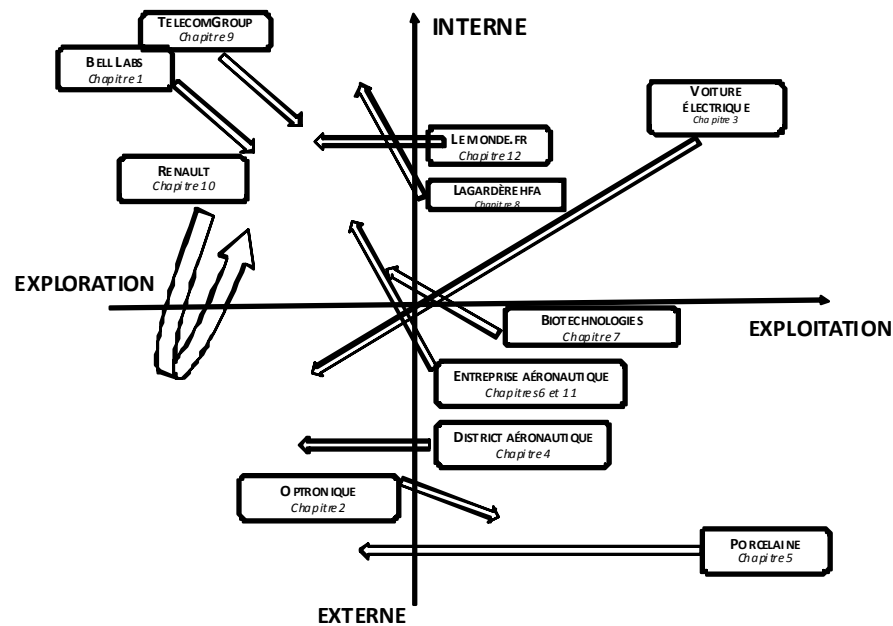 TELECOMGROUP
Chapitre 9
INTERNE
BELL LABS
Chapitre 1
VOITURE
ÉLECTRIQUE
Chapitre 3
LE MONDE.FR
Chapitre 12
RENAULT
Chapitre 10
LAGARDÈRE HFA
Chapitre 8
EXPLORATION
BIOTECHNOLOGIES
Chapitre 7
EXPLOITATION
ENTREPRISE AÉRONAUTIQUE
Chapitres 6 et 11
DISTRICT AÉRONAUTIQUE
Chapitre 4
OPTRONIQUE
Chapitre 2
PORCELAINE
Chapitre 5
EXTERNE